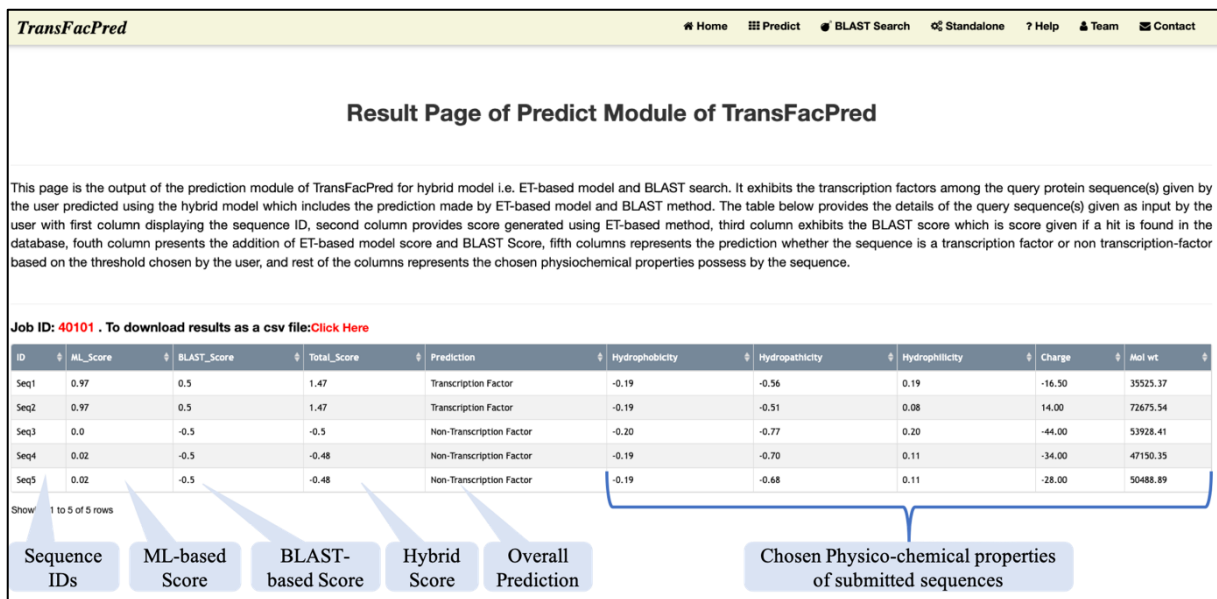 TransFacPred
Home Predict BLAST Search Standalone ? Help Team Contact
Result Page of Predict Module of TransFacPred
This page is the output of the prediction module of TransFacPred for hybrid model i.e. ET-based model and BLAST search. It exhibits the transcription factors among the query protein sequence(s) given by
the user predicted using the hybrid model which includes the prediction made by ET-based model and BLAST method. The table below provides the details of the query sequence(s) given as input by the
user with first column displaying the sequence ID, second column provides score generated using ET-based method, third column exhibits the BLAST score which is score given if a hit is found in the
database, fouth column presents the addition of ET-based model score and BLAST Score, fifth columns represents the prediction whether the sequence is a transcription factor or non transcription-factor
based on the threshold chosen by the user, and rest of the columns represents the chosen physiochemical properties possess by the sequence.
Job ID: 40101 . To download results as a csv file:Click Here
ID ML_Score BLAST_Score Total_Score Prediction Hydrophobicity Hydropathicity Hydrophilicity Charge Mol wt
Seq1 0.97 0.5 1.47 Transcription Factor -0.19 -0.56 0.19 -16.50 35525.37
Seq2 0.97 0.5 1.47 Transcription Factor -0.19 -0.51 0.08 14.00 72675.54
Seq3 0.0 -0.5 -0.5 Non-Transcription Factor -0.20 -0.77 0.20 -44.00 53928.41
Seq4 0.02 -0.5 -0.48 Non-Transcription Factor -0.19 -0.70 0.11 -34.00 47150.35
Seq5 0.02 -0.5 -0.48 Non-Transcription Factor -0.19 -0.68 0.11 -28.00 50488.89
1 to 5 of 5 rows
Sequence IDs
ML-based Score
BLAST-based Score
Hybrid Score
Overall Prediction
Chosen Physico-chemical properties
of submitted sequences